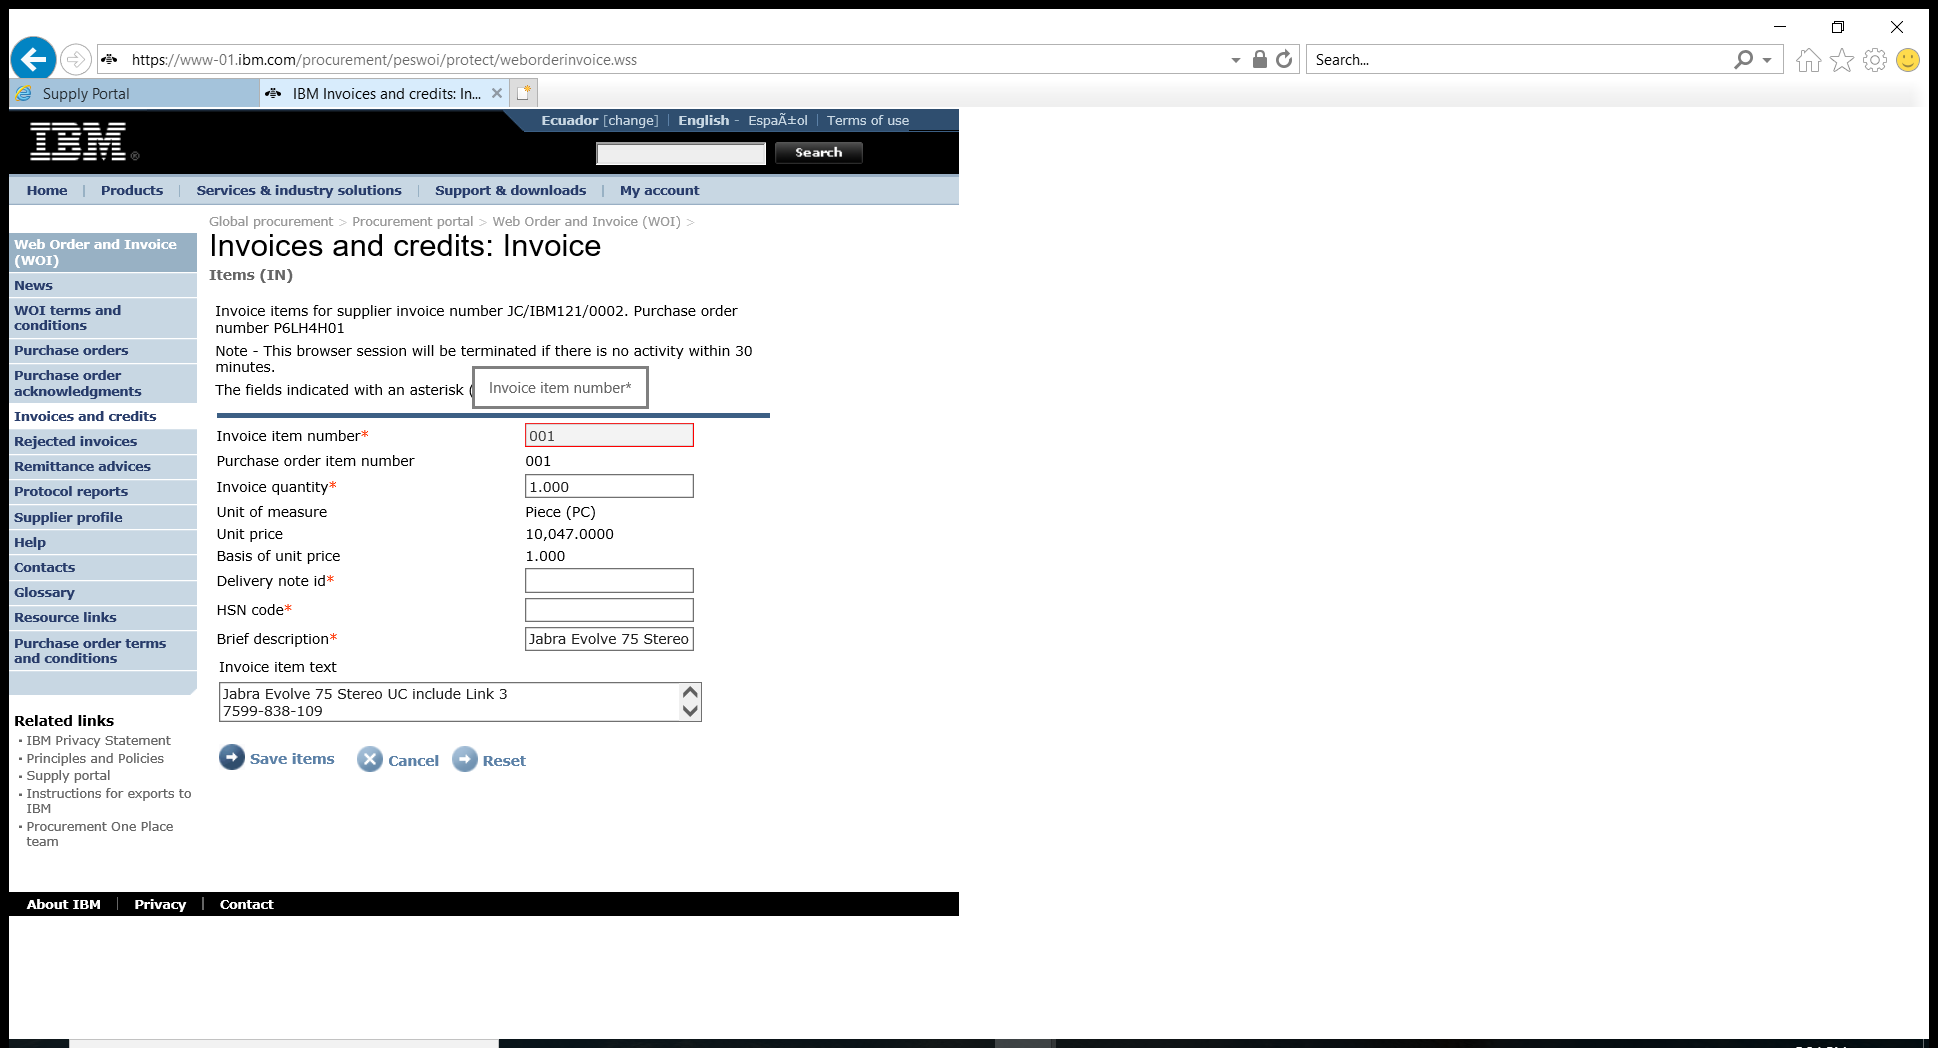 https://www-01.ibm.com/procurement/peswoi/protect/weborderinvoice.wss
Search...
Supply Portal
IBM Invoices and credits: In...
IBM®
Ecuador [change] | English - EspaÃ±ol | Terms of use
Search
Home | Products | Services & industry solutions | Support & downloads | My account
Global procurement > Procurement portal > Web Order and Invoice (WOI) >
Invoices and credits: Invoice
Items (IN)
Web Order and Invoice
(WOI)
News
WOI terms and
conditions
Purchase orders
Purchase order
acknowledgments
Invoices and credits
Rejected invoices
Remittance advices
Protocol reports
Supplier profile
Help
Contacts
Glossary
Resource links
Purchase order terms
and conditions
Related links
IBM Privacy Statement
Principles and Policies
Supply portal
Instructions for exports to
IBM
Procurement One Place
team
Invoice items for supplier invoice number JC/IBM121/0002. Purchase order
number P6LH4H01
Note - This browser session will be terminated if there is no activity within 30
minutes.
The fields indicated with an asterisk (
Invoice item number*
Invoice item number* 001
Purchase order item number 001
Invoice quantity* 1.000
Unit of measure Piece (PC)
Unit price 10,047.0000
Basis of unit price 1.000
Delivery note id*
HSN code*
Brief description* Jabra Evolve 75 Stereo
Invoice item text
Jabra Evolve 75 Stereo UC include Link 3
7599-838-109
Save items Cancel Reset
About IBM | Privacy | Contact